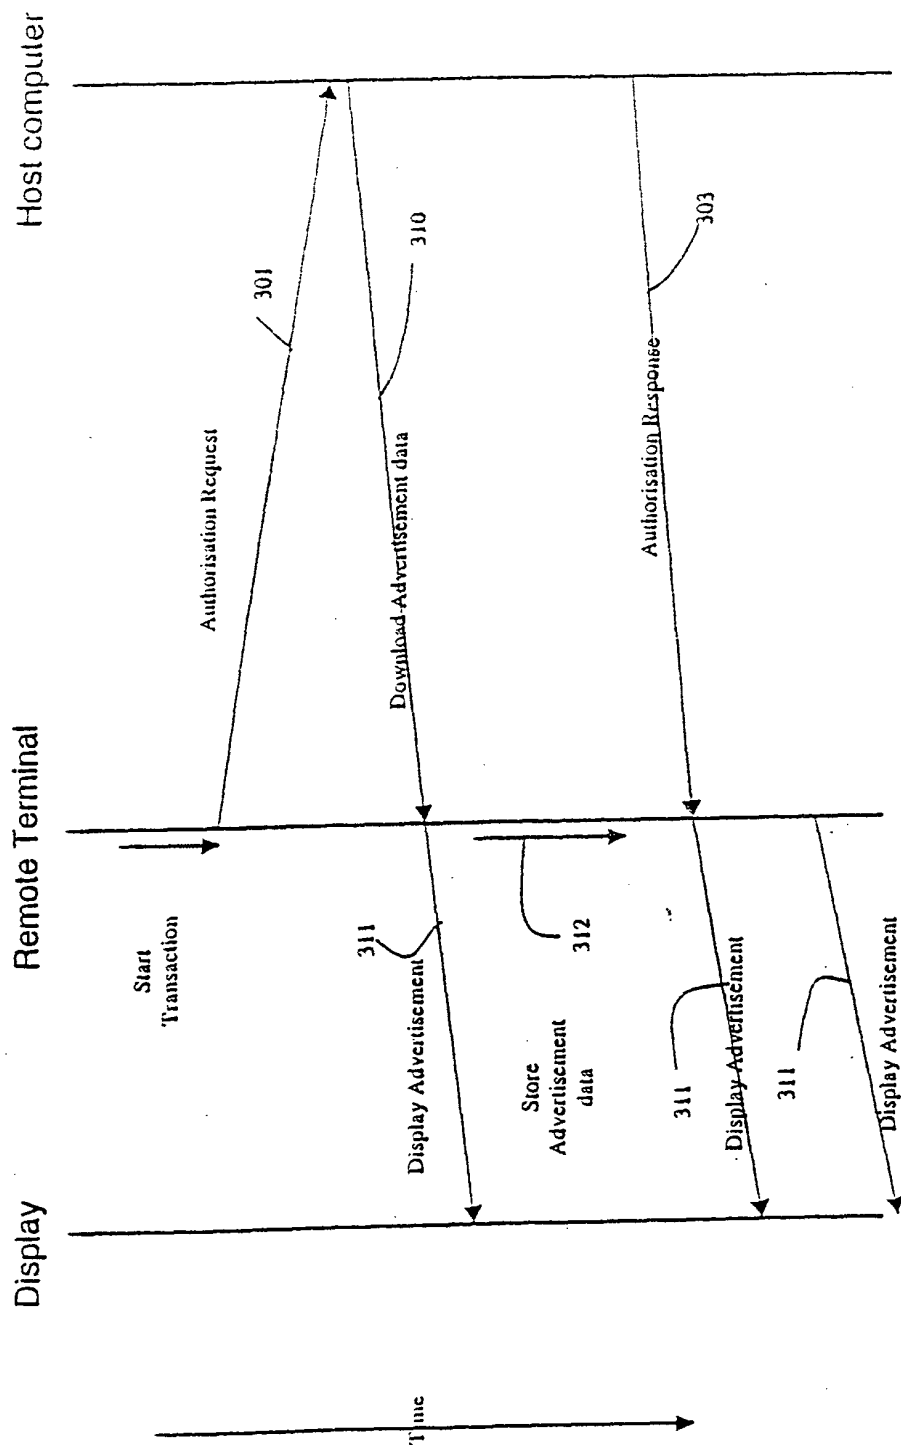 Display
Remote Terminal
Host computer
Start
Transaction
Authorisation Request
301
310
Download Advertisement data
311
Display Advertisement
312
Store
Advertisement
data
303
Authorisation Response
311
Display Advertisement
311
Display Advertisement
Time